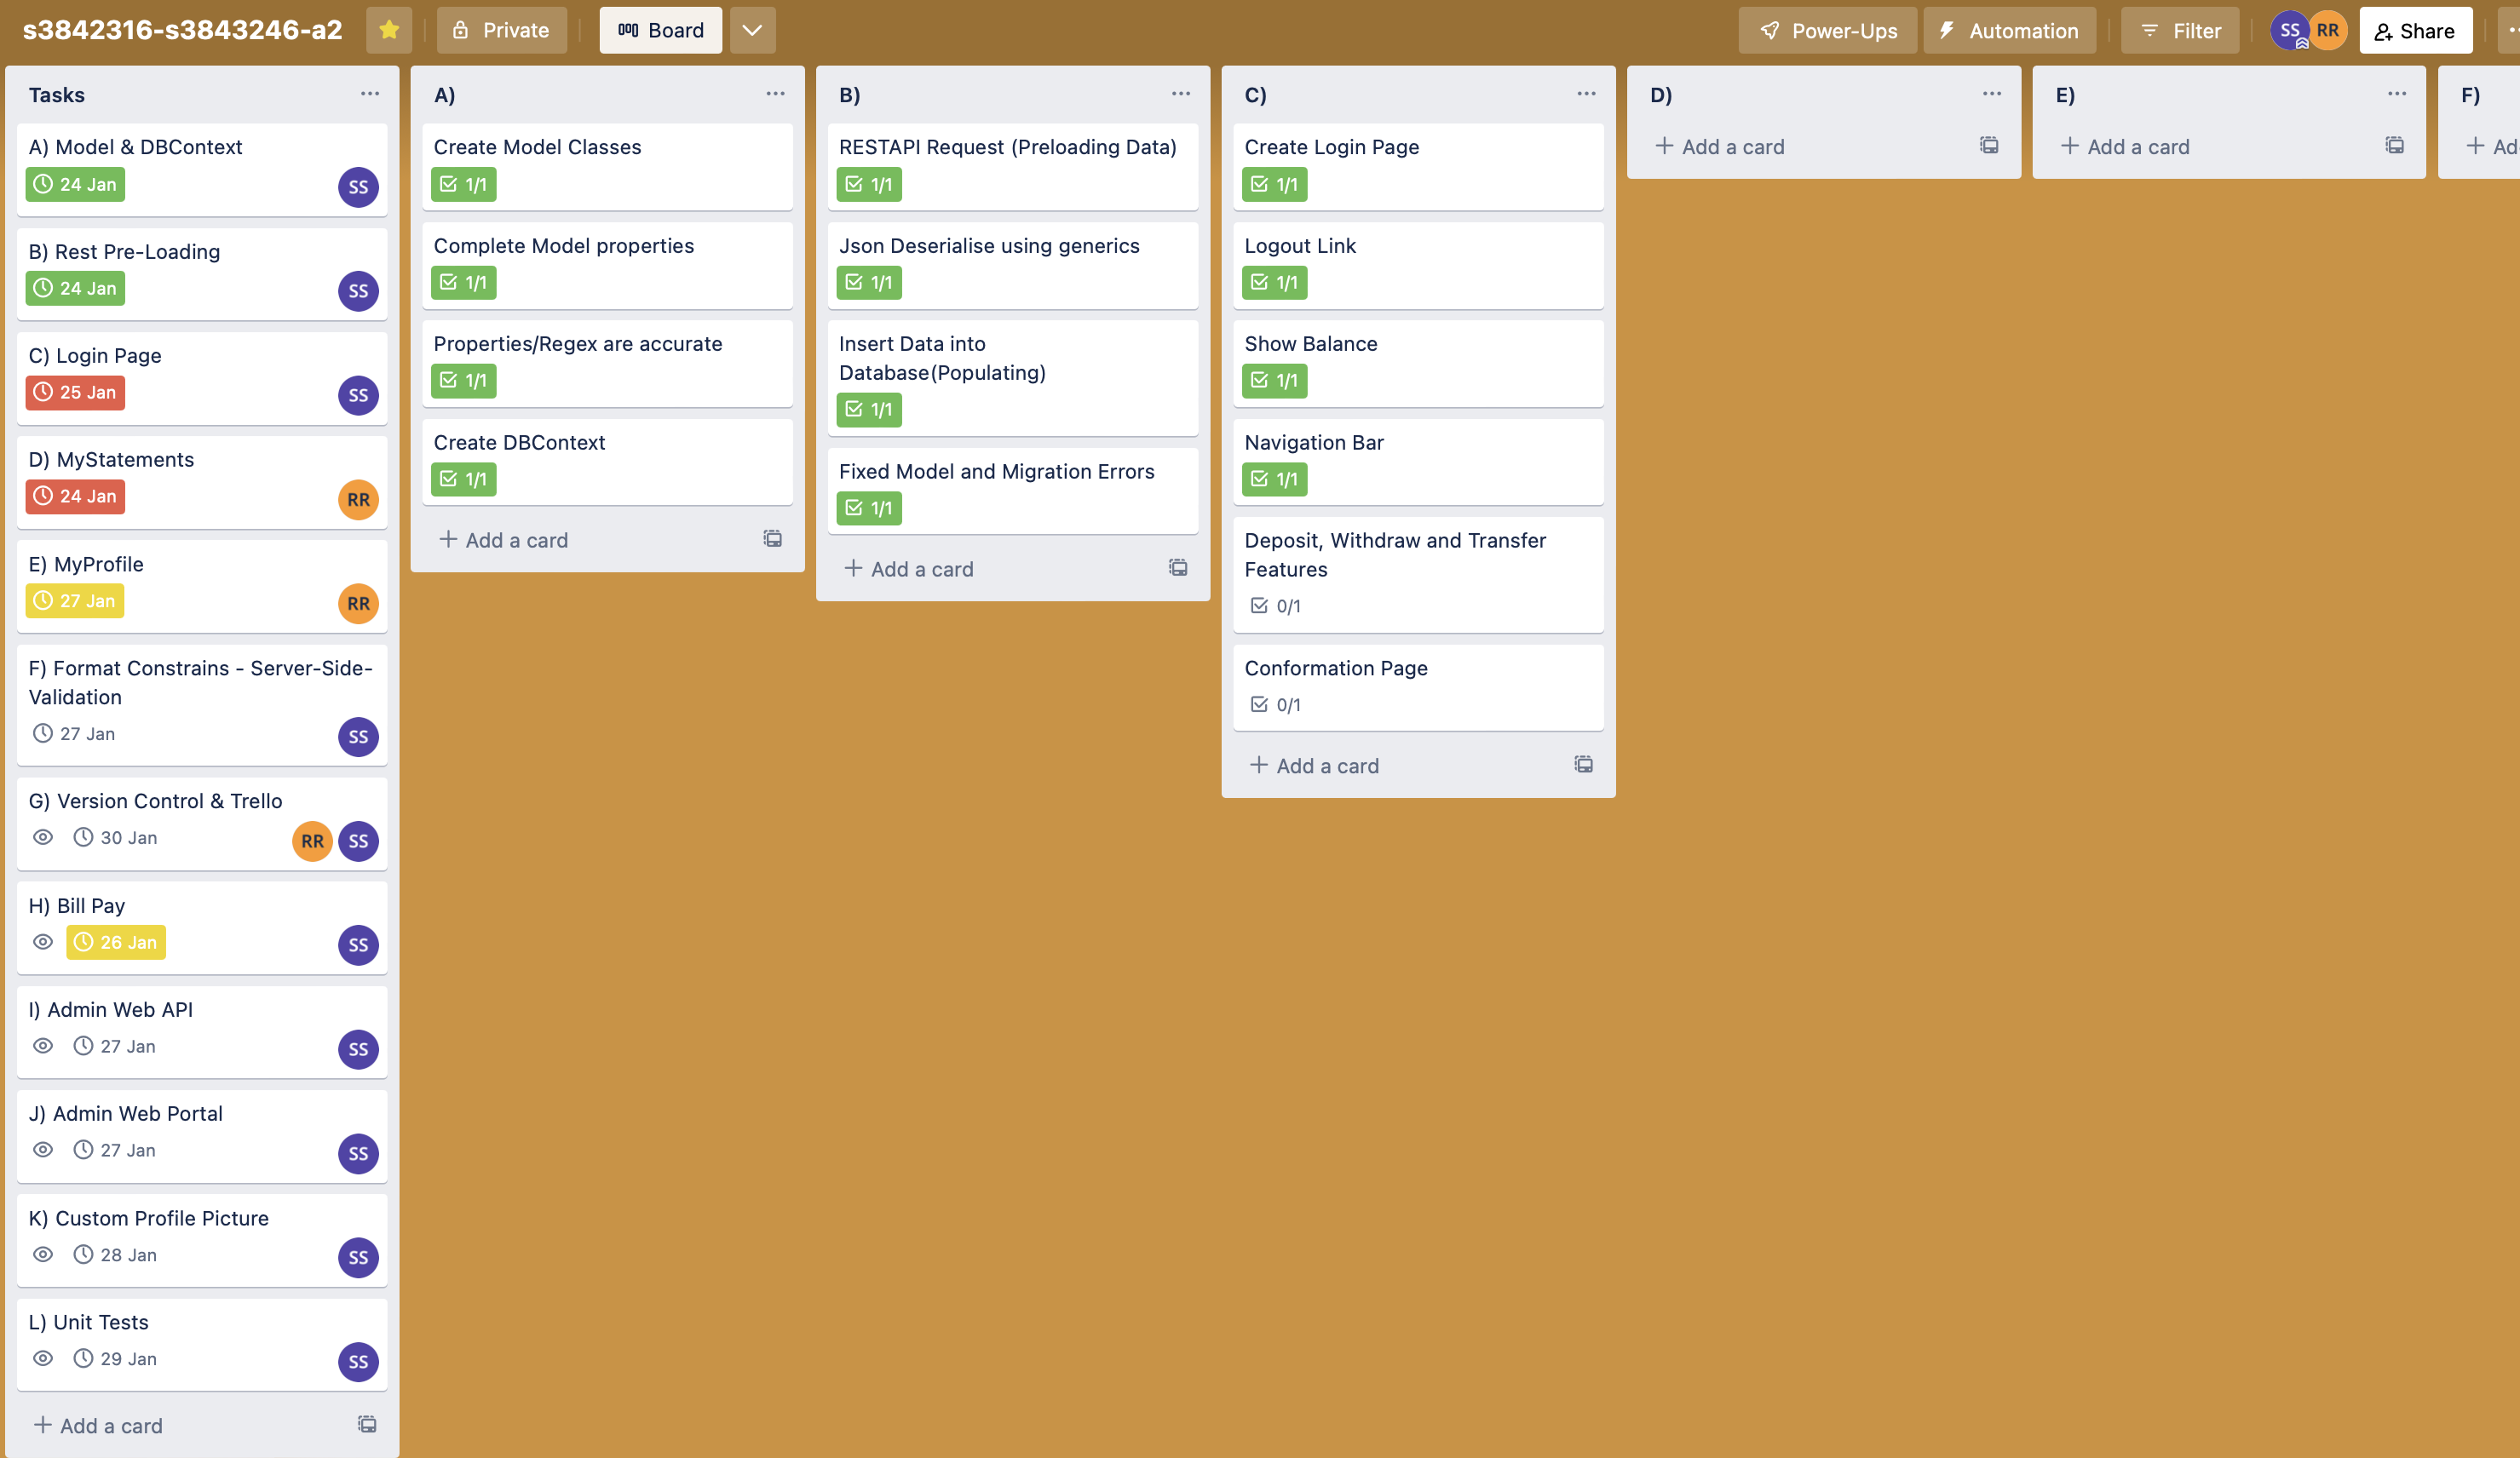 s3842316-s3843246-a2
Private
Board
Power-Ups
Automation
Filter
SS
RR
Share
Tasks
A) Model & DBContext
24 Jan
SS
B) Rest Pre-Loading
24 Jan
SS
C) Login Page
25 Jan
SS
D) MyStatements
24 Jan
RR
E) MyProfile
27 Jan
RR
F) Format Constrains - Server-Side-
Validation
27 Jan
SS
G) Version Control & Trello
30 Jan
RR
SS
H) Bill Pay
26 Jan
SS
I) Admin Web API
27 Jan
SS
J) Admin Web Portal
27 Jan
SS
K) Custom Profile Picture
28 Jan
SS
L) Unit Tests
29 Jan
SS
+ Add a card
A)
Create Model Classes
1/1
Complete Model properties
1/1
Properties/Regex are accurate
1/1
Create DBContext
1/1
+ Add a card
B)
RESTAPI Request (Preloading Data)
1/1
Json Deserialise using generics
1/1
Insert Data into
Database(Populating)
1/1
Fixed Model and Migration Errors
1/1
+ Add a card
C)
Create Login Page
1/1
Logout Link
1/1
Show Balance
1/1
Navigation Bar
1/1
Deposit, Withdraw and Transfer
Features
0/1
Conformation Page
0/1
+ Add a card
D)
+ Add a card
E)
+ Add a card
F)
+ Ad